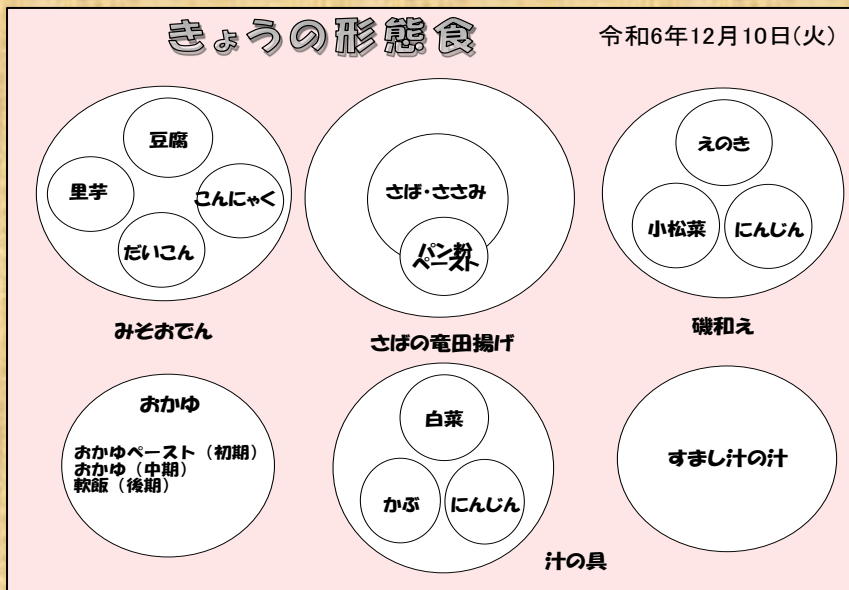 きょうの形態食
令和6年12月10日(火)
豆腐
里芋
こんにゃく
だいこん
みそおでん
さば・ささみ
パン粉
ペースト
さばの竜田揚げ
えのき
小松菜
にんじん
磯和え
おかゆ
おかゆペースト（初期）
おかゆ（中期）
軟飯（後期）
白菜
かぶ
にんじん
汁の具
すまし汁の汁